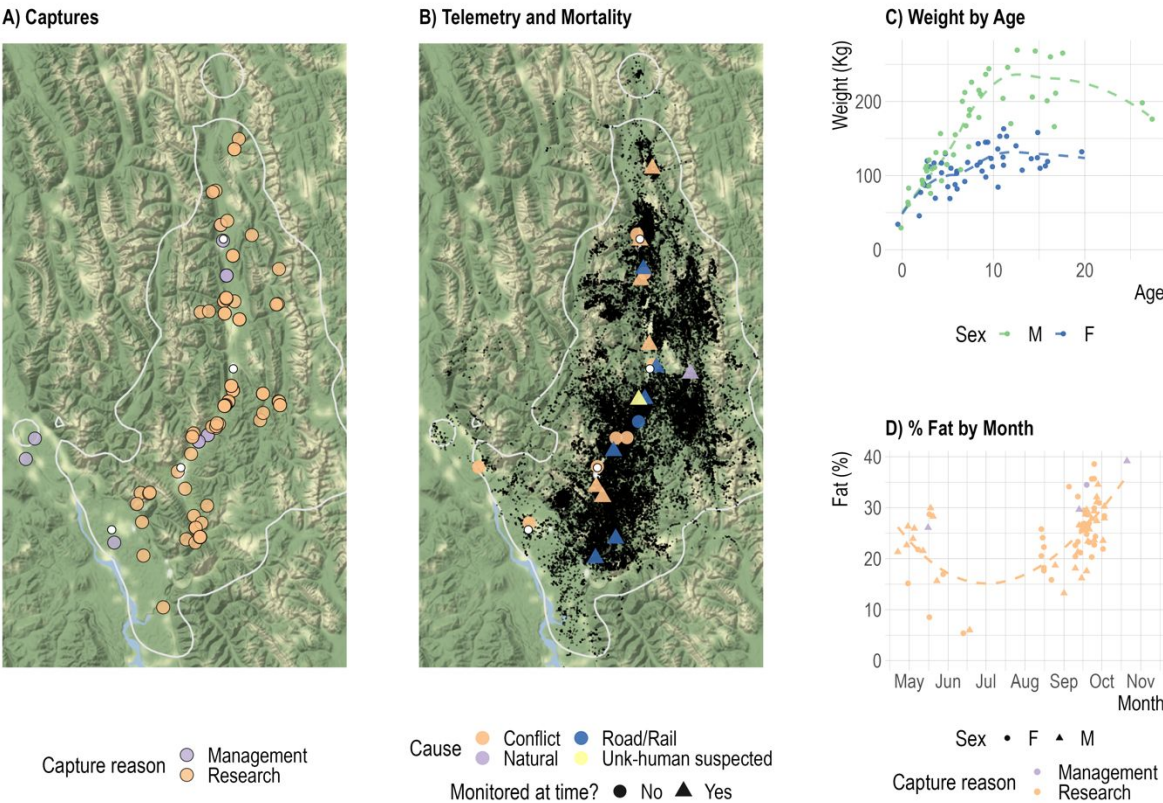 A) Captures
Capture reason
Management
Research
B) Telemetry and Mortality
Cause
Conflict
Road/Rail
Natural
Unk-human suspected
Monitored at time?
No
Yes
C) Weight by Age
Weight (Kg)
200
100
0
0
10
20
Age
Sex
M
F
D) % Fat by Month
Fat (%)
40
30
20
10
0
May
Jun
Jul
Aug
Sep
Oct
Nov
Month
Sex
F
M
Capture reason
Management
Research